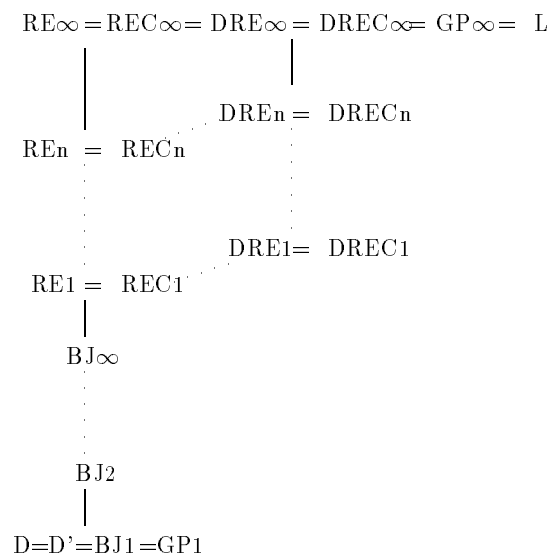 RE∞ = REC∞ = DRE∞ = DREC∞ = GP∞ = L
DREn = DRECn
REn = RECn
DRE1 = DREC1
RE1 = REC1
BJ∞
BJ2
D=D'=BJ1=GP1